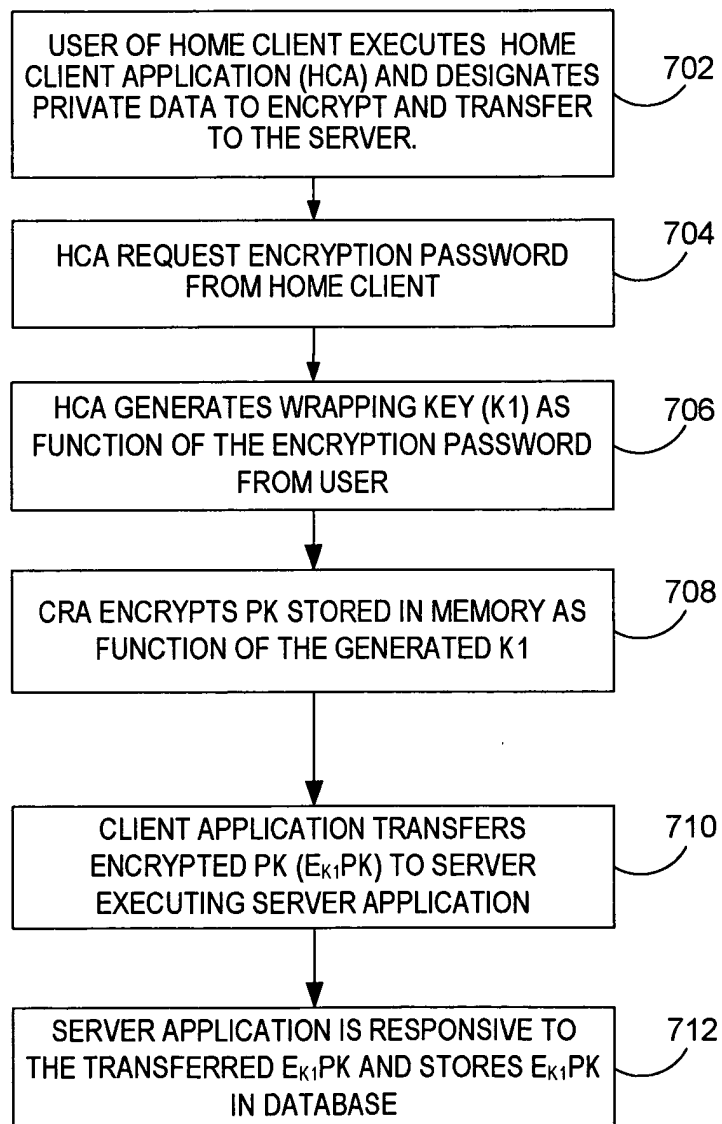 USER OF HOME CLIENT EXECUTES HOME
CLIENT APPLICATION (HCA) AND DESIGNATES
PRIVATE DATA TO ENCRYPT AND TRANSFER
TO THE SERVER.
702
HCA REQUEST ENCRYPTION PASSWORD
FROM HOME CLIENT
704
HCA GENERATES WRAPPING KEY (K1) AS
FUNCTION OF THE ENCRYPTION PASSWORD
FROM USER
706
CRA ENCRYPTS PK STORED IN MEMORY AS
FUNCTION OF THE GENERATED K1
708
CLIENT APPLICATION TRANSFERS
ENCRYPTED PK (EK1PK) TO SERVER
EXECUTING SERVER APPLICATION
710
SERVER APPLICATION IS RESPONSIVE TO
THE TRANSFERRED EK1PK AND STORES EK1PK
IN DATABASE
712